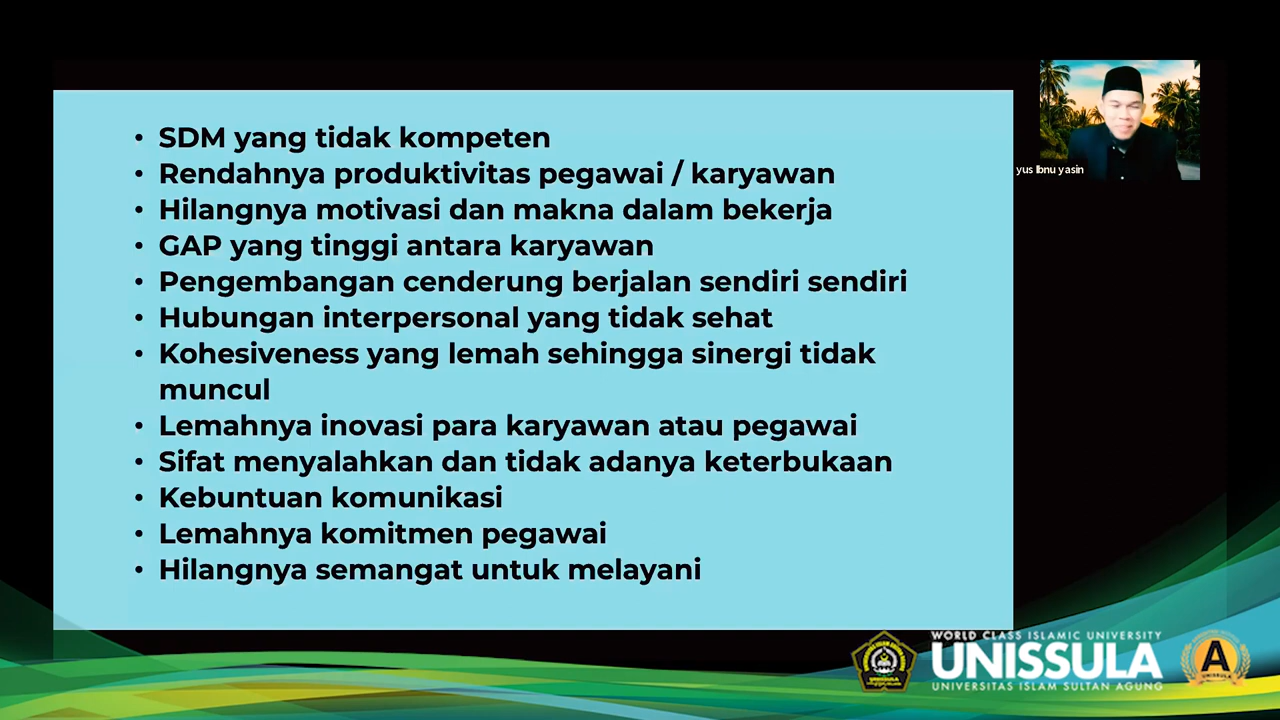 • SDM yang tidak kompeten
• Rendahnya produktivitas pegawai / karyawan
• Hilangnya motivasi dan makna dalam bekerja
• GAP yang tinggi antara karyawan
• Pengembangan cenderung berjalan sendiri sendiri
• Hubungan interpersonal yang tidak sehat
• Kohesiveness yang lemah sehingga sinergi tidak
muncul
• Lemahnya inovasi para karyawan atau pegawai
• Sifat menyalahkan dan tidak adanya keterbukaan
• Kebuntuan komunikasi
• Lemahnya komitmen pegawai
• Hilangnya semangat untuk melayani
yus Ibnu yasin
WORLD CLASS ISLAMIC UNIVERSITY
UNISSULA
UNIVERSITAS ISLAM SULTAN AGUNG
A
UNISSULA